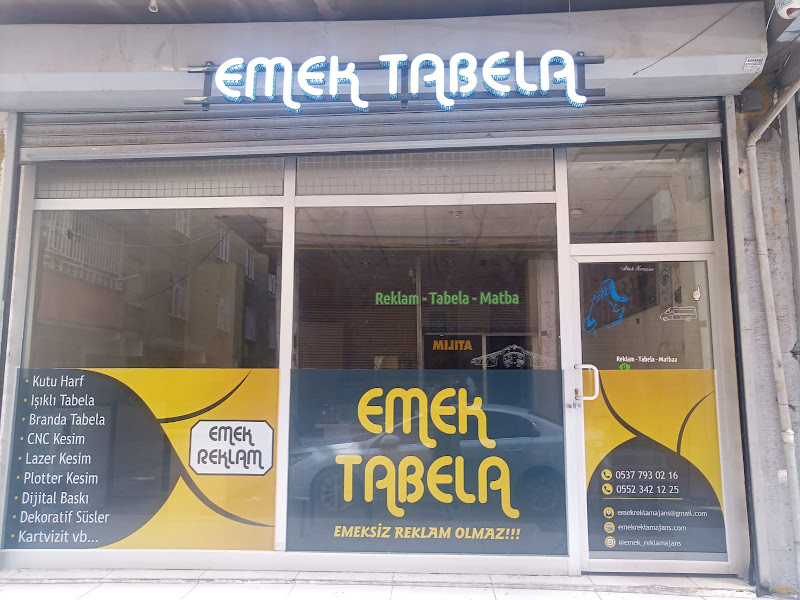 EMEK TABELA
Reklam - Tabela - Matba
MIJITA
Reklam - Tabela - Matbaa
• Kutu Harf
• Işıklı Tabela
• Branda Tabela
• CNC Kesim
• Lazer Kesim
• Plotter Kesim
• Dijital Baskı
• Dekoratif Süsler
• Kartvizit vb...
EMEK
REKLAM
EMEK
TABELA
EMEKSİZ REKLAM OLMAZ!!!
0537 793 02 16
0552 342 12 25
emekreklamajans@gmail.com
emekreklamajans.com
@emek_reklamajans